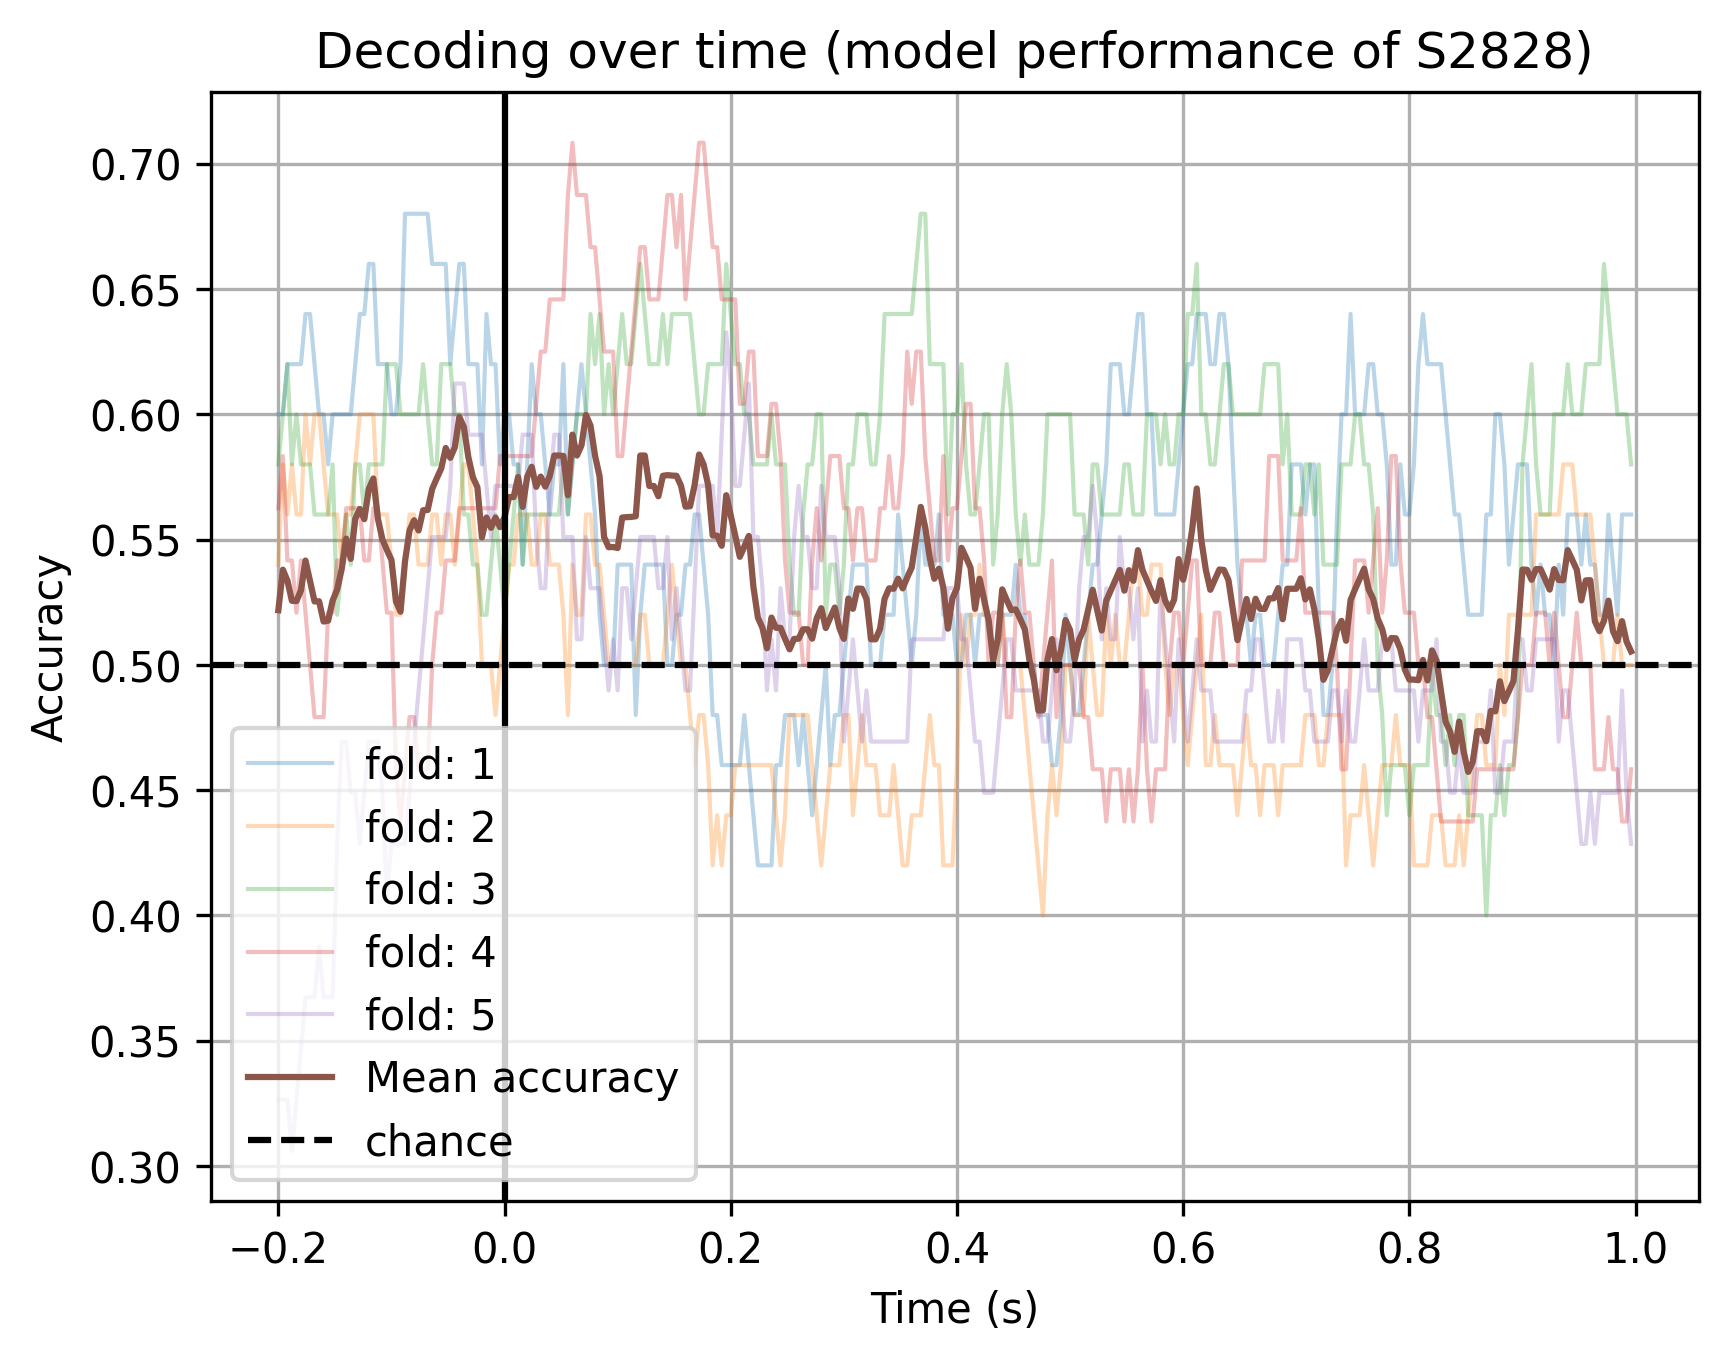 Decoding over time (model performance of S2828)
Accuracy
0.70
0.65
0.60
0.55
0.50
0.45
0.40
0.35
0.30
fold: 1
fold: 2
fold: 3
fold: 4
fold: 5
Mean accuracy
chance
−0.2 0.0 0.2 0.4 0.6 0.8 1.0
Time (s)